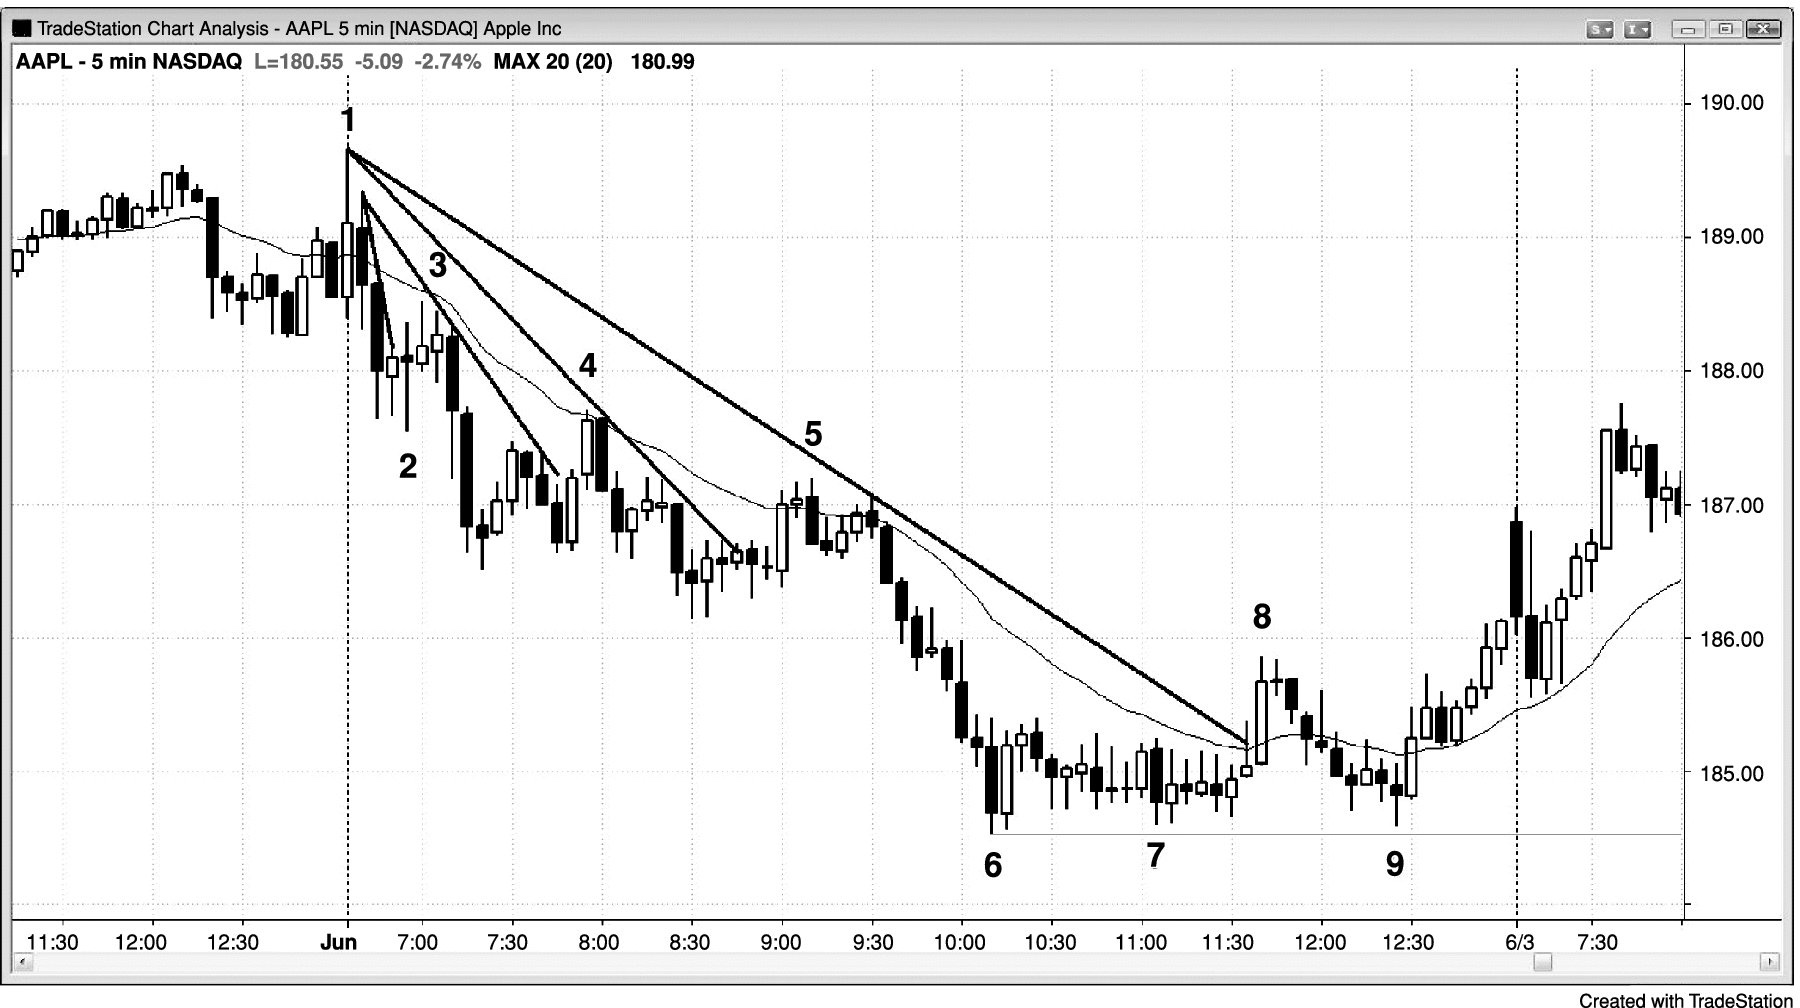 TradeStation Chart Analysis - AAPL 5 min [NASDAQ] Apple Inc
S
I
AAPL - 5 min NASDAQ L=180.55 -5.09 -2.74% MAX 20 (20) 180.99
190.00
1
189.00
3
188.00
4
5
2
187.00
8
186.00
185.00
6
7
9
11:30 12:00 12:30 Jun 7:00 7:30 8:00 8:30 9:00 9:30 10:00 10:30 11:00 11:30 12:00 12:30 6/3 7:30
Created with TradeStation